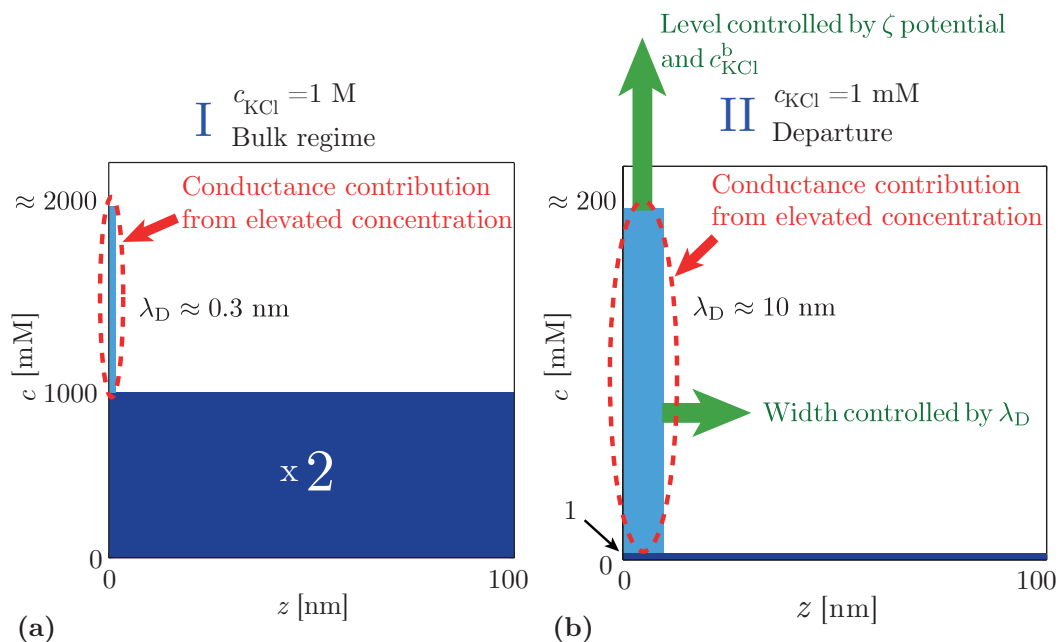 I
c_KCl =1 M
Bulk regime
≈ 2000
Conductance contribution
from elevated concentration
λ_D ≈ 0.3 nm
c [mM]
1000
x 2
0
0
100
z [nm]
(a)
Level controlled by ζ potential
and c^b_KCl
II
c_KCl =1 mM
Departure
≈ 200
Conductance contribution
from elevated concentration
λ_D ≈ 10 nm
c [mM]
Width controlled by λ_D
1
0
0
100
z [nm]
(b)